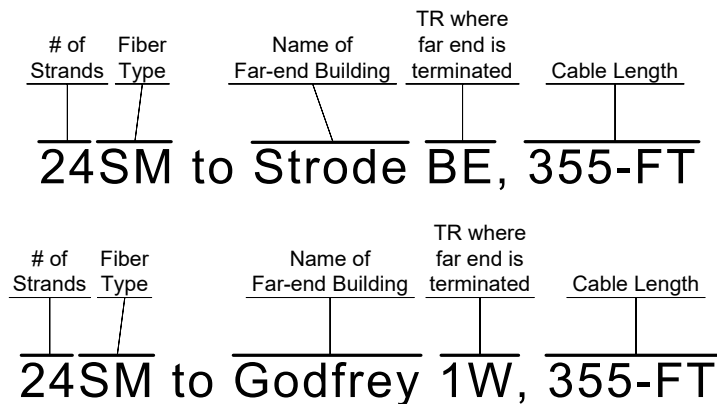 # of Strands
Fiber Type
Name of Far-end Building
TR where far end is terminated
Cable Length
24SM to Strode BE, 355-FT
# of Strands
Fiber Type
Name of Far-end Building
TR where far end is terminated
Cable Length
24SM to Godfrey 1W, 355-FT